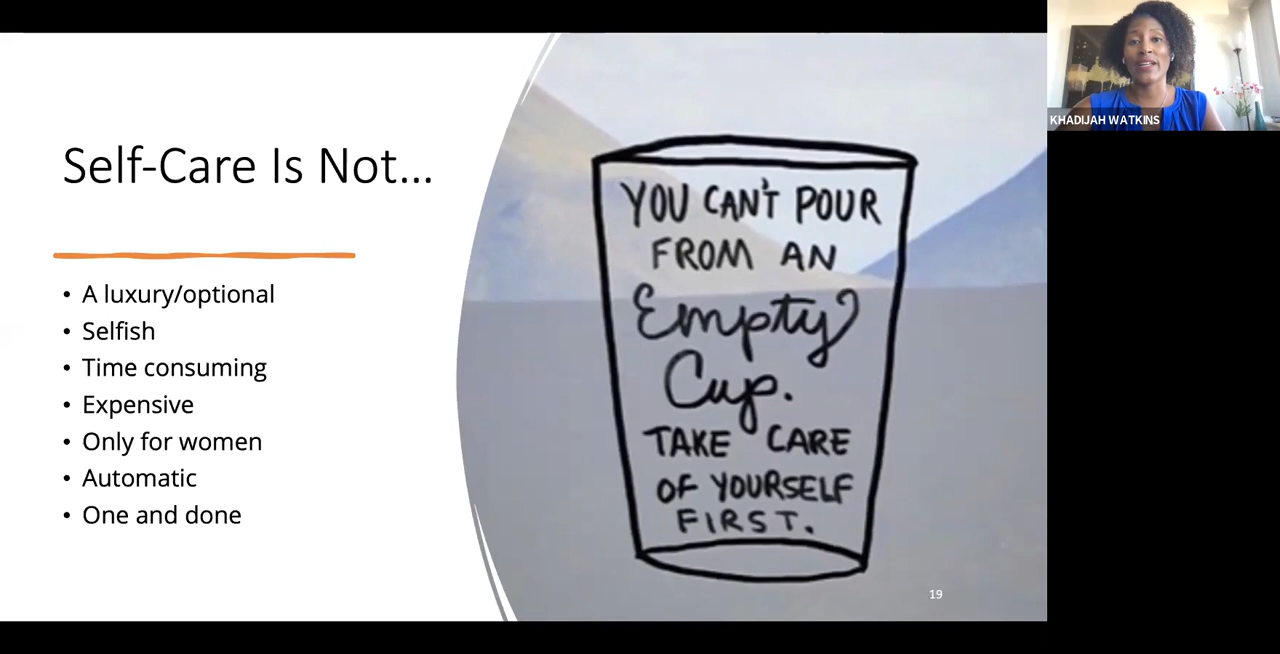 Self-Care Is Not...
• A luxury/optional
• Selfish
• Time consuming
• Expensive
• Only for women
• Automatic
• One and done
YOU CAN'T POUR
FROM AN
Empty
Cup.
TAKE CARE
OF YOURSELF
FIRST.
19
KHADIJAH WATKINS